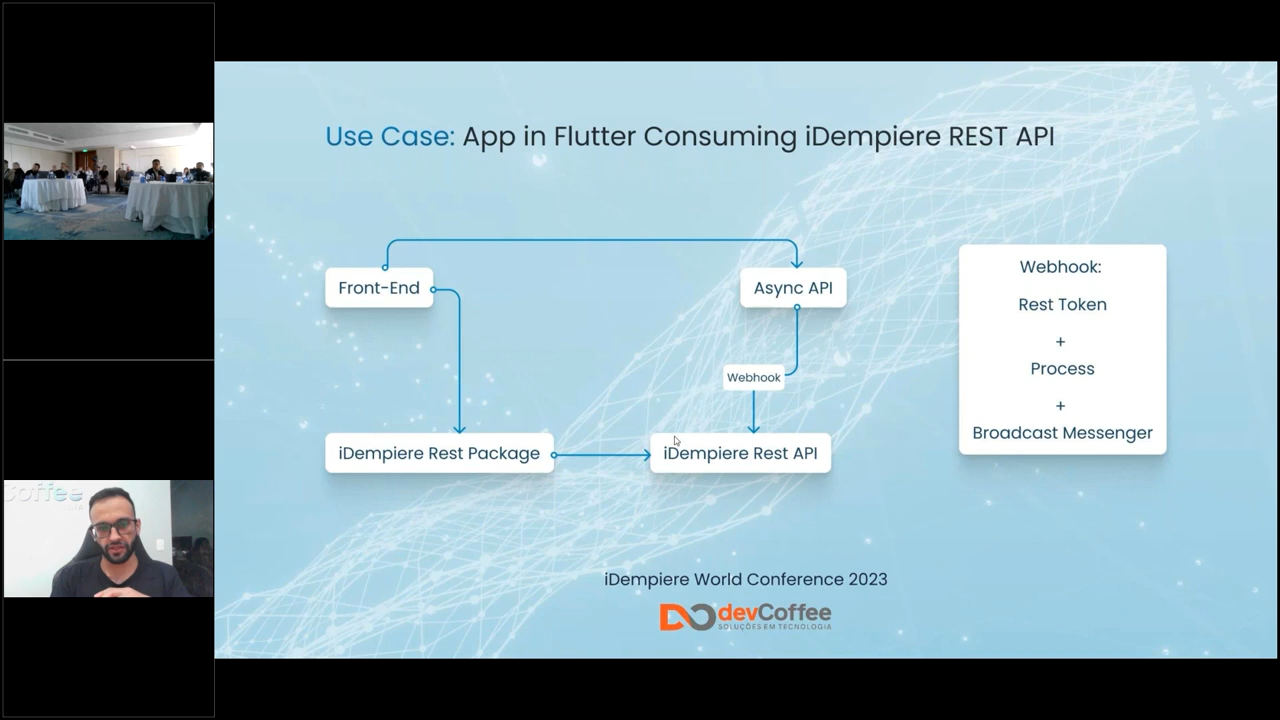 Use Case: App in Flutter Consuming iDempiere REST API
Front-End
Async API
Webhook
iDempiere Rest Package
iDempiere Rest API
Webhook:
Rest Token
+
Process
+
Broadcast Messenger
iDempiere World Conference 2023
devCoffee
SOLUÇÕES EM TECNOLOGIA
Coffee